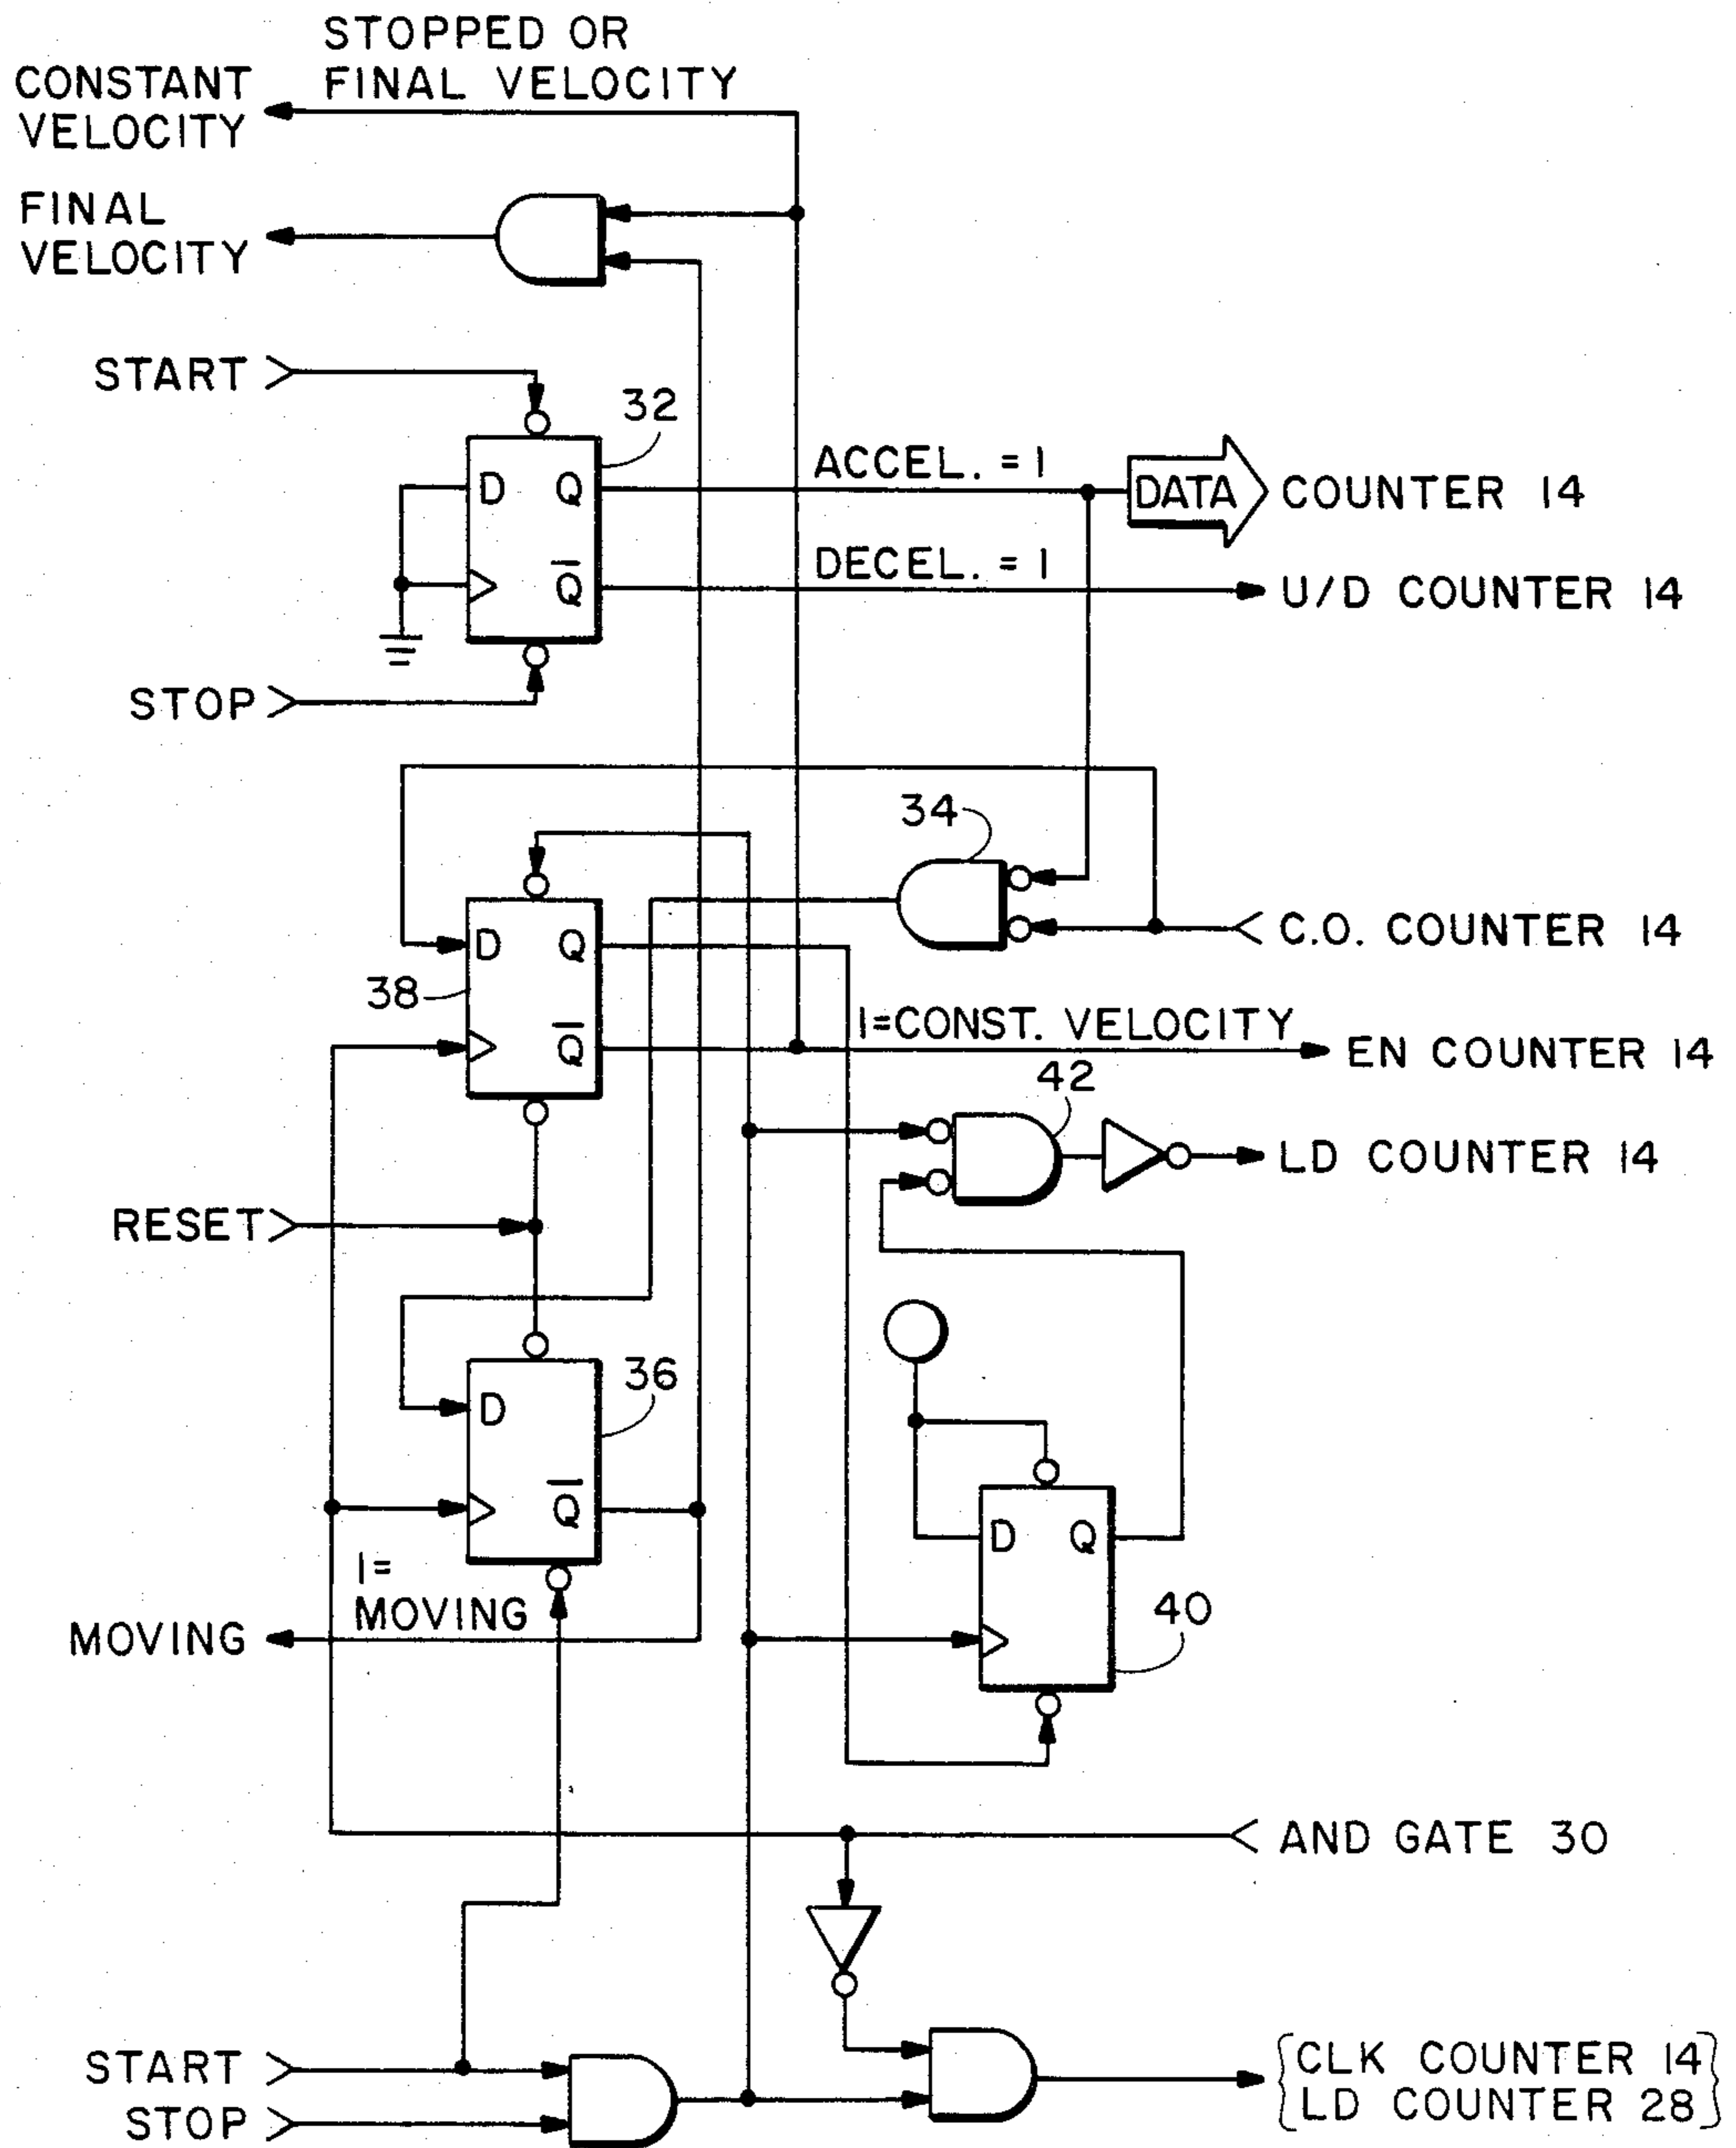 STOPPED OR
FINAL VELOCITY
CONSTANT
VELOCITY
FINAL
VELOCITY
START
32
D Q
ACCEL. = 1
DATA
COUNTER 14
Q̅
DECEL. = 1
U/D COUNTER 14
STOP
34
D Q
C.O. COUNTER 14
38
Q̅
1=CONST. VELOCITY
EN COUNTER 14
42
LD COUNTER 14
RESET
36
D
Q̅
D Q
1=
MOVING
MOVING
40
AND GATE 30
START
STOP
CLK COUNTER 14
LD COUNTER 28